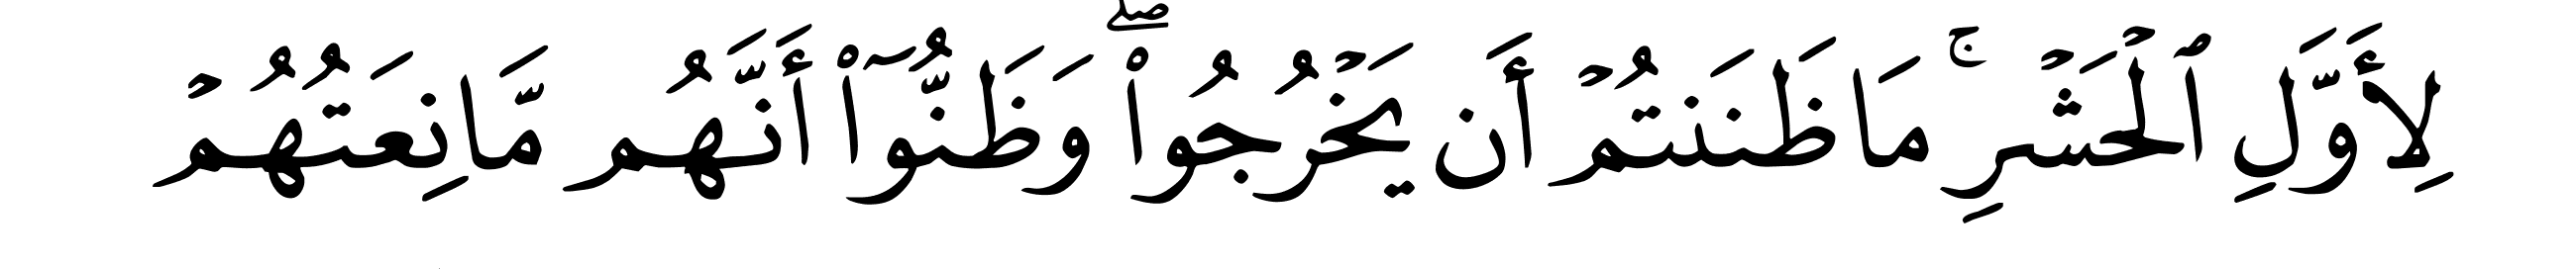 لِأَوَّلِ ٱلْحَشْرِ ۚ مَا ظَنَنتُمْ أَن يَخْرُجُوا۟ ۖ وَظَنُّوٓا۟ أَنَّهُم مَّانِعَتُهُمْ